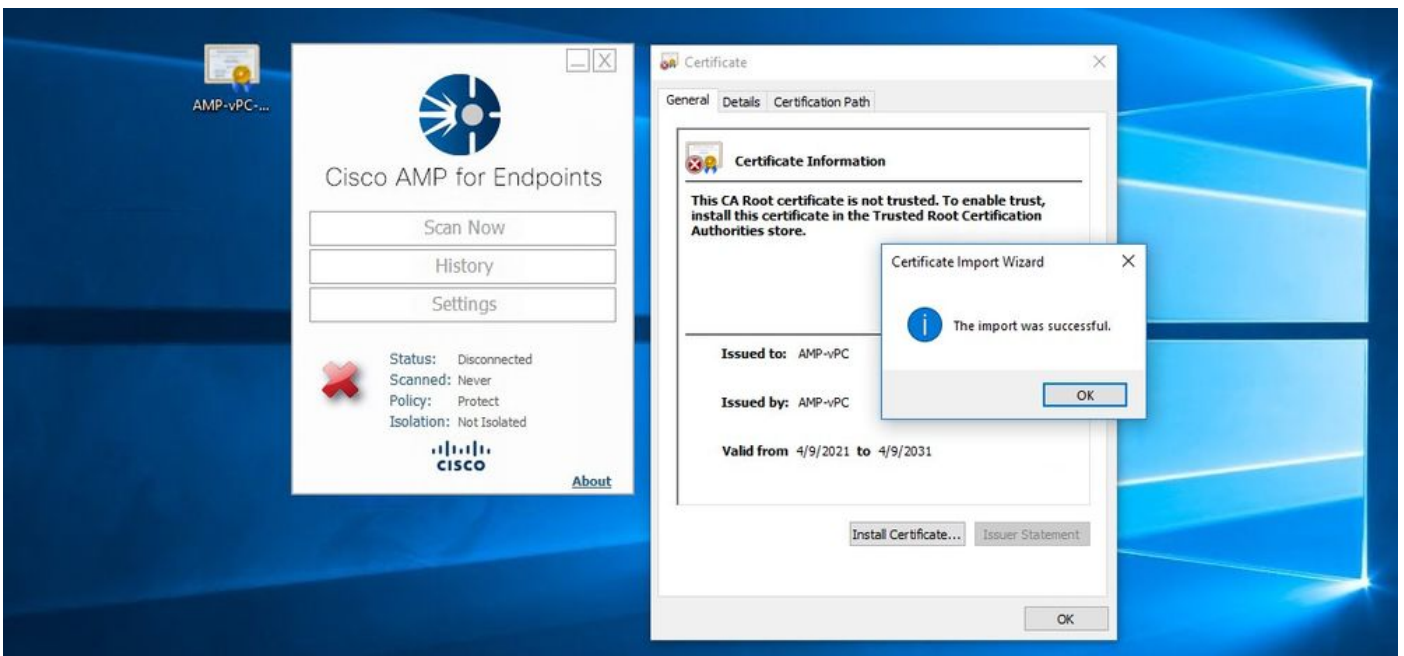 AMP-vPC-...
Cisco AMP for Endpoints
Scan Now
History
Settings
Status: Disconnected
Scanned: Never
Policy: Protect
Isolation: Not Isolated
CISCO
About
Certificate
General Details Certification Path
Certificate Information
This CA Root certificate is not trusted. To enable trust,
install this certificate in the Trusted Root Certification
Authorities store.
Issued to: AMP-vPC
Issued by: AMP-vPC
Valid from 4/9/2021 to 4/9/2031
Install Certificate... Issuer Statement
OK
Certificate Import Wizard
The import was successful.
OK